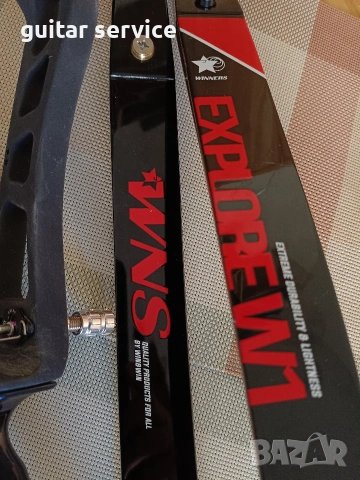 guitar service
WINNERS
EXPLORE W1
EXTREME DURABILITY & LIGHTNESS
WNS
QUALITY PRODUCTS FOR ALL
BY WIN&WIN
BAZAR